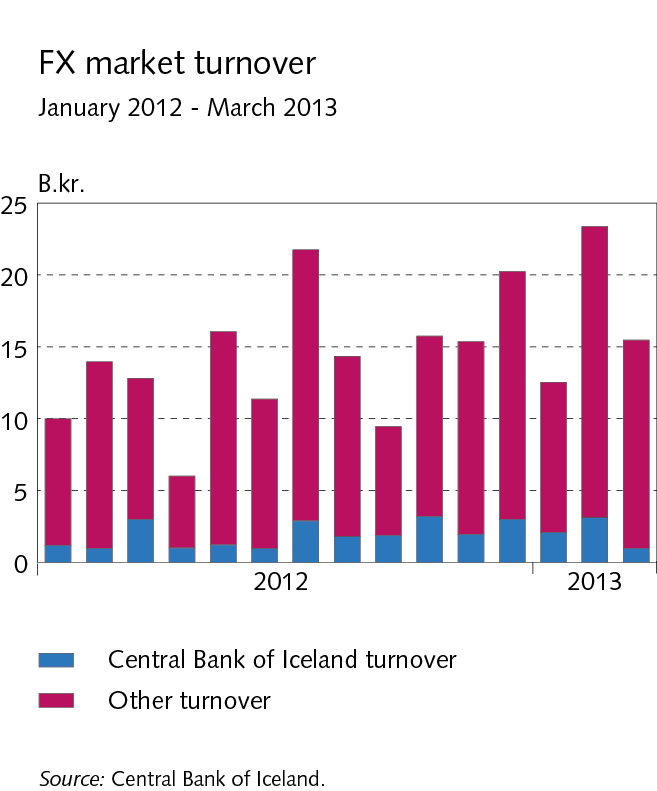 FX market turnover
January 2012 - March 2013
B.kr.
25
20
15
10
5
0
2012 2013
Central Bank of Iceland turnover
Other turnover
Source: Central Bank of Iceland.